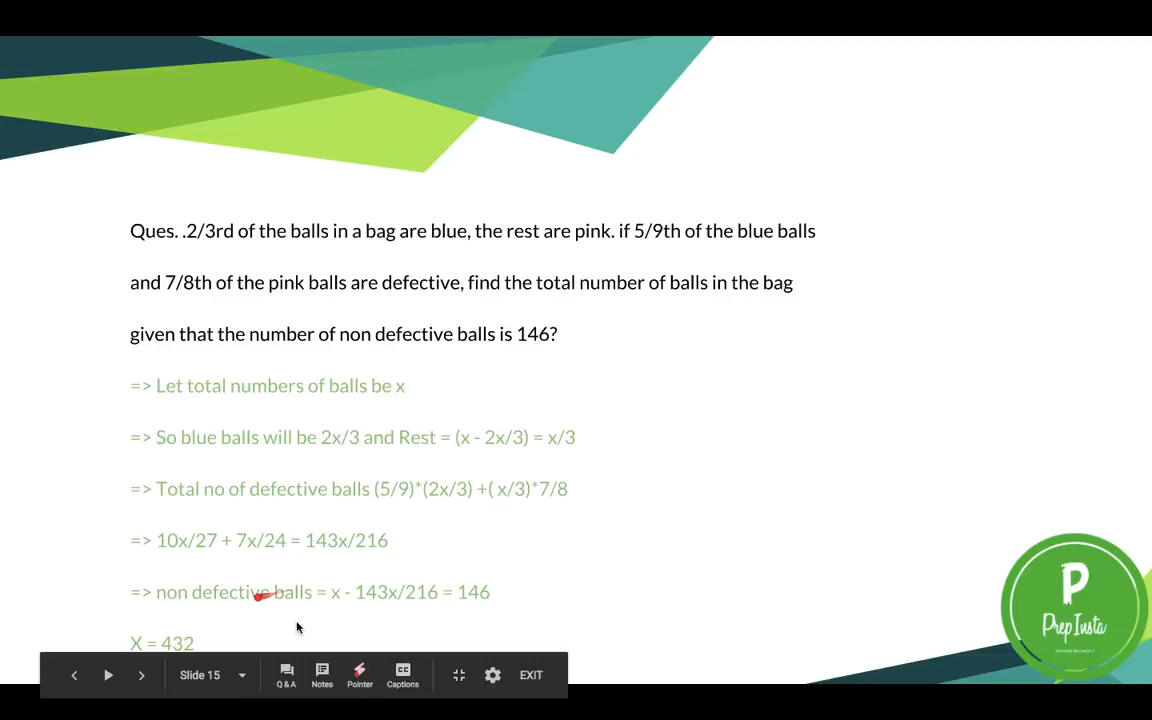 Ques. .2/3rd of the balls in a bag are blue, the rest are pink. if 5/9th of the blue balls
and 7/8th of the pink balls are defective, find the total number of balls in the bag
given that the number of non defective balls is 146?
=> Let total numbers of balls be x
=> So blue balls will be 2x/3 and Rest = (x - 2x/3) = x/3
=> Total no of defective balls (5/9)*(2x/3) +( x/3)*7/8
=> 10x/27 + 7x/24 = 143x/216
=> non defective balls = x - 143x/216 = 146
X = 432
P
Prep Insta
Slide 15
Q & A
Notes
Pointer
CC
Captions
EXIT